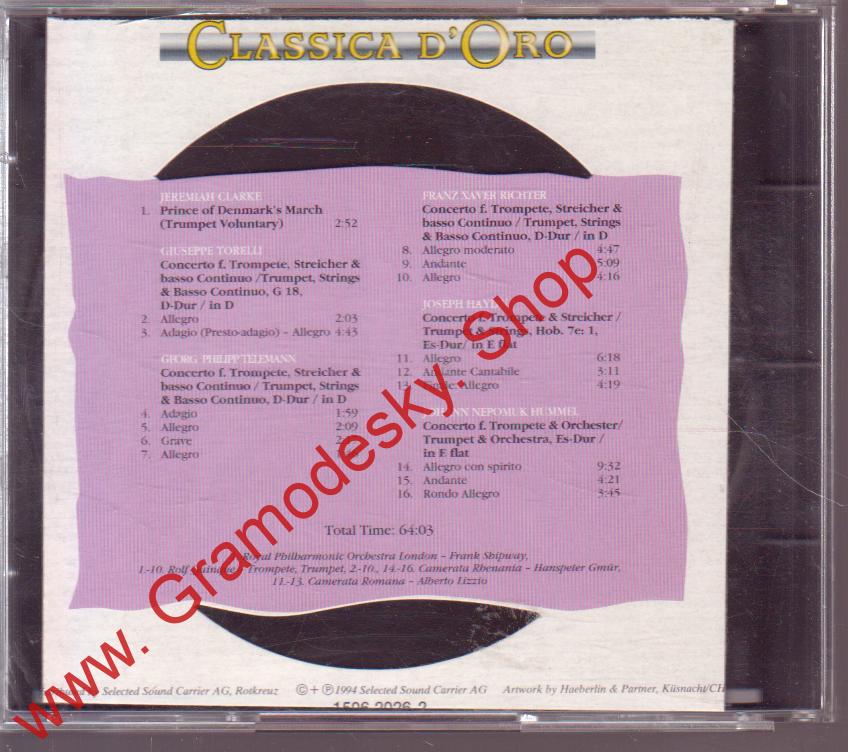 CLASSICA D'ORO
JEREMIAH CLARKE
1. Prince of Denmark's March
(Trumpet Voluntary) 2:52
GIUSEPPE TORELLI
Concerto f. Trompete, Streicher &
basso Continuo /Trumpet, Strings
& Basso Continuo, G 18,
D-Dur / in D
2. Allegro 2:03
3. Adagio (Presto-adagio) – Allegro 4:43
GEORG PHILIPP TELEMANN
Concerto f. Trompete, Streicher &
basso Continuo / Trumpet, Strings
& Basso Continuo, D-Dur / in D
4. Adagio 1:59
5. Allegro 2:09
6. Grave
7. Allegro
FRANZ XAVER RICHTER
Concerto f. Trompete, Streicher &
basso Continuo / Trumpet, Strings
& Basso Continuo, D-Dur / in D
8. Allegro moderato 4:47
9. Andante 5:09
10. Allegro 4:16
JOSEPH
Concerto f. Trompete & Streicher /
Trumpet & Strings, Hob. 7e: 1,
Es-Dur/ in E flat
11. Allegro 6:18
12. Andante Cantabile 3:11
13. Finale: Allegro 4:19
JOHANN NEPOMUK HUMMEL
Concerto f. Trompete & Orchester/
Trumpet & Orchestra, Es-Dur /
in E flat
14. Allegro con spirito 9:32
15. Andante 4:21
16. Rondo Allegro 3:45
Total Time: 64:03
Royal Philharmonic Orchestra London – Frank Shipway,
1.-10. Rolf – Trompete, Trumpet, 2.-10., 14.-16. Camerata Rhenania – Hanspeter Gmür,
11.-13. Camerata Romana – Alberto Lizzio
Selected Sound Carrier AG, Rotkreuz © + ℗ 1994 Selected Sound Carrier AG Artwork by Haeberlin & Partner, Küsnacht/CH
www. Gramodesky. Shop